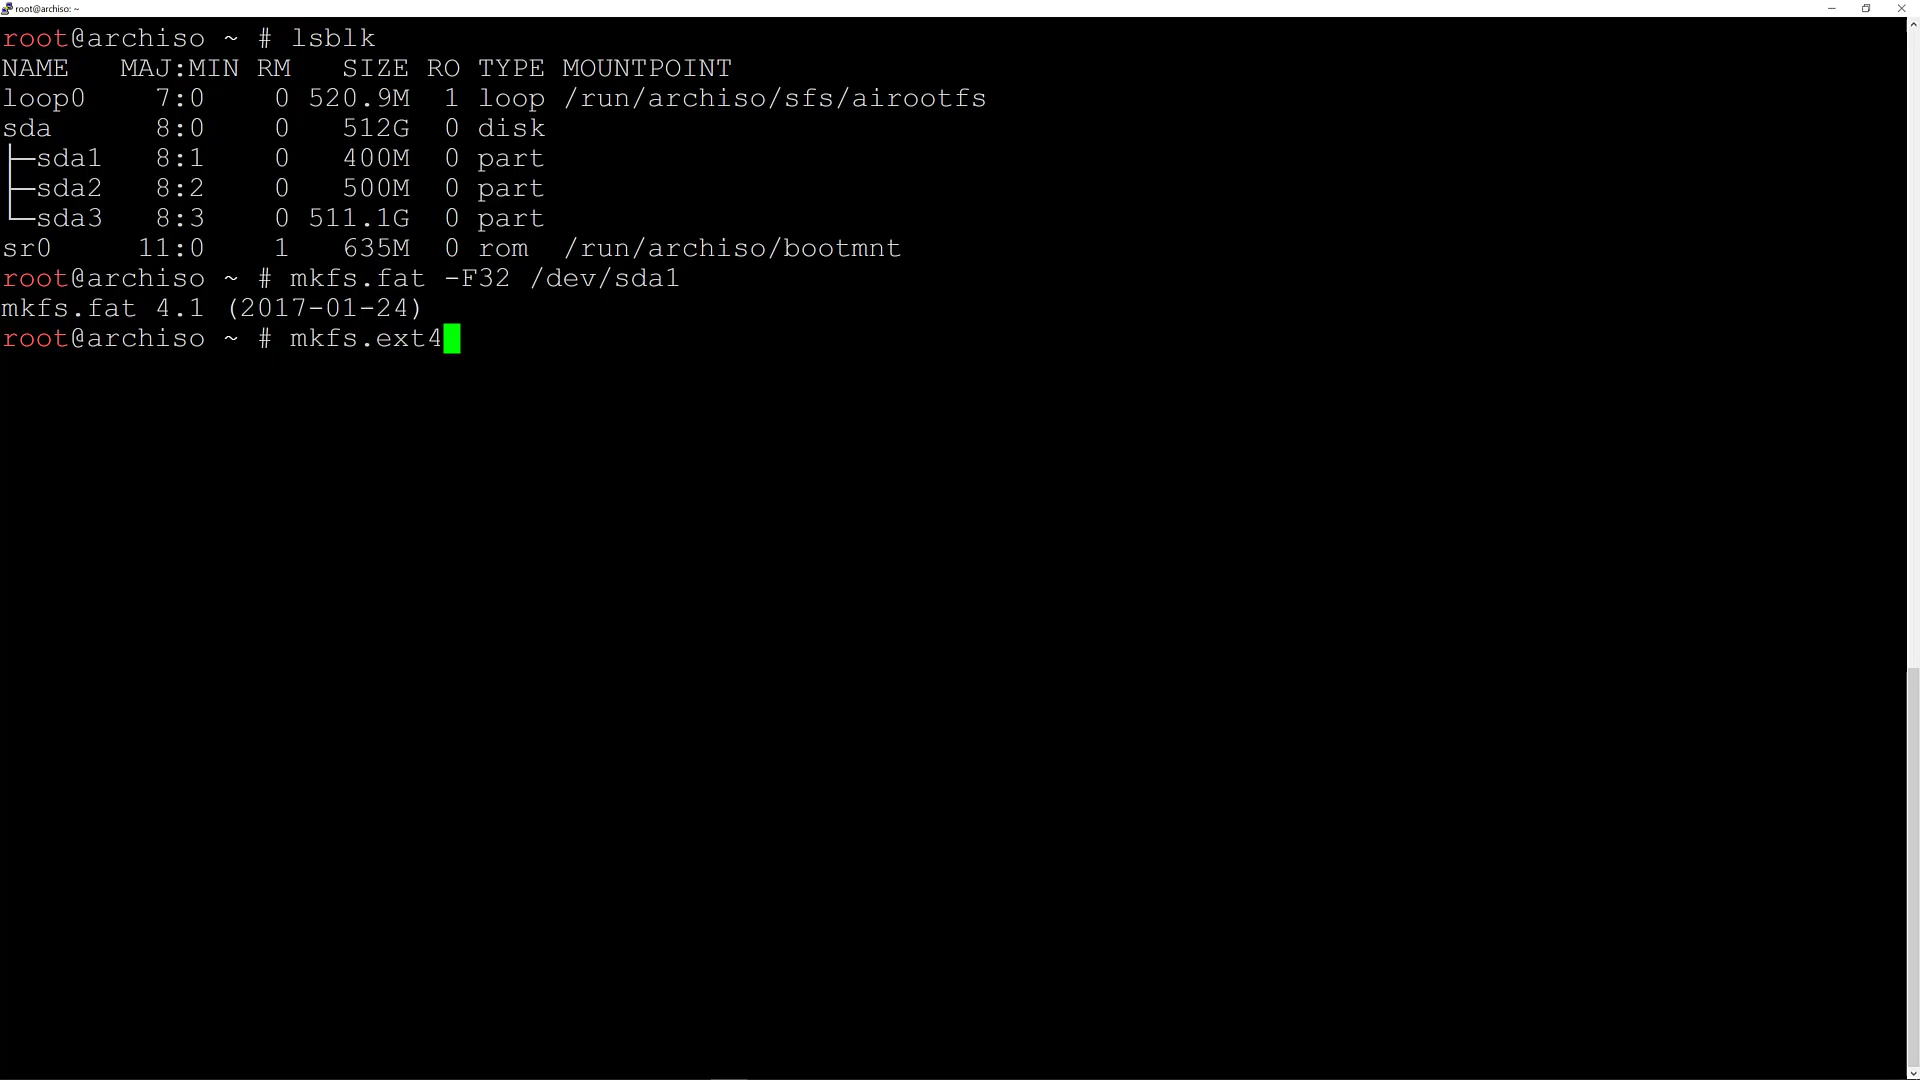 root@archiso: ~
root@archiso ~ # lsblk
NAME   MAJ:MIN RM   SIZE RO TYPE MOUNTPOINT
loop0    7:0    0 520.9M  1 loop /run/archiso/sfs/airootfs
sda      8:0    0   512G  0 disk
├─sda1   8:1    0   400M  0 part
├─sda2   8:2    0   500M  0 part
└─sda3   8:3    0 511.1G  0 part
sr0     11:0    1   635M  0 rom  /run/archiso/bootmnt
root@archiso ~ # mkfs.fat -F32 /dev/sda1
mkfs.fat 4.1 (2017-01-24)
root@archiso ~ # mkfs.ext4